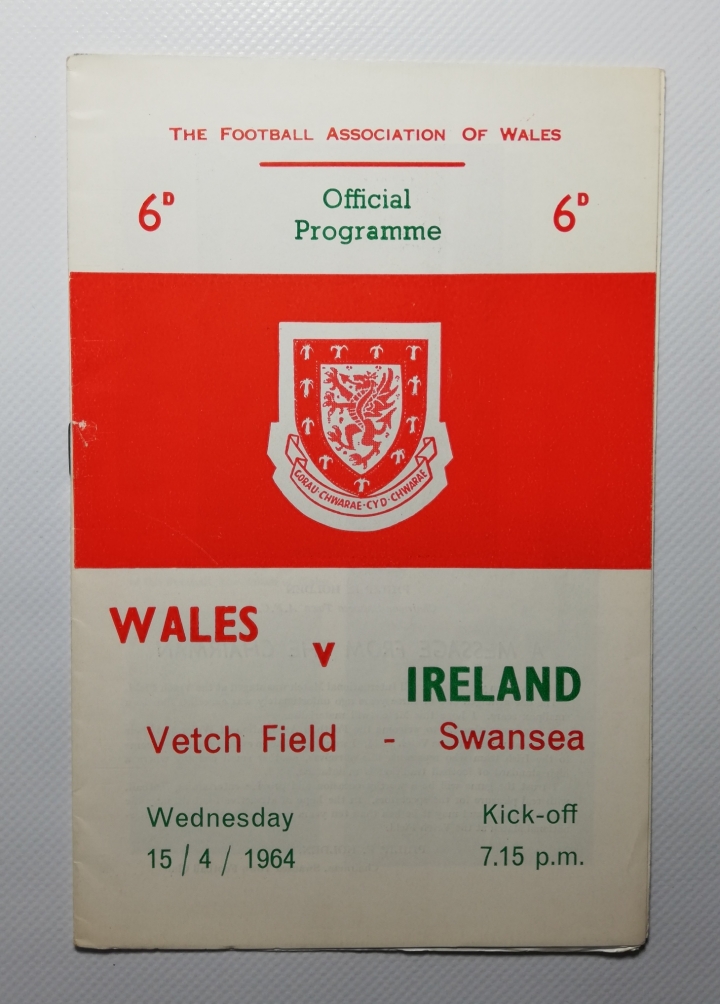 THE FOOTBALL ASSOCIATION OF WALES
6D
Official
Programme
6D
GORAU·CHWARAE·CYD·CHWARAE
WALES
v
IRELAND
Vetch Field - Swansea
Wednesday
15/4/1964
Kick-off
7.15 p.m.